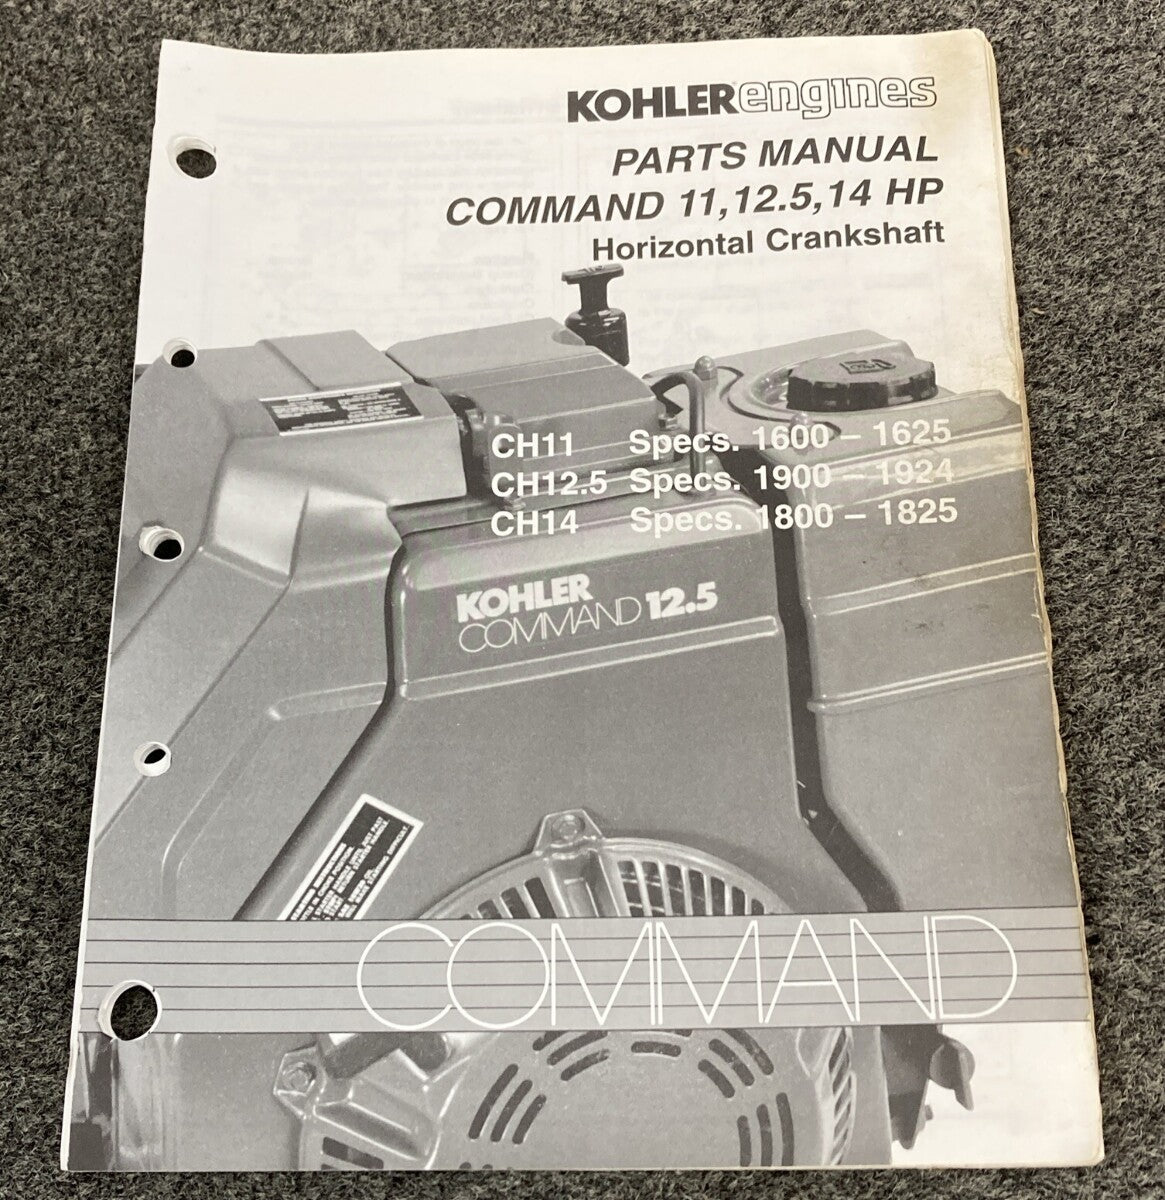 KOHLERengines
PARTS MANUAL
COMMAND 11,12.5,14 HP
Horizontal Crankshaft
CH11 Specs. 1600 – 1625
CH12.5 Specs. 1900 – 1924
CH14 Specs. 1800 – 1825
KOHLER
COMMAND 12.5
COMMAND